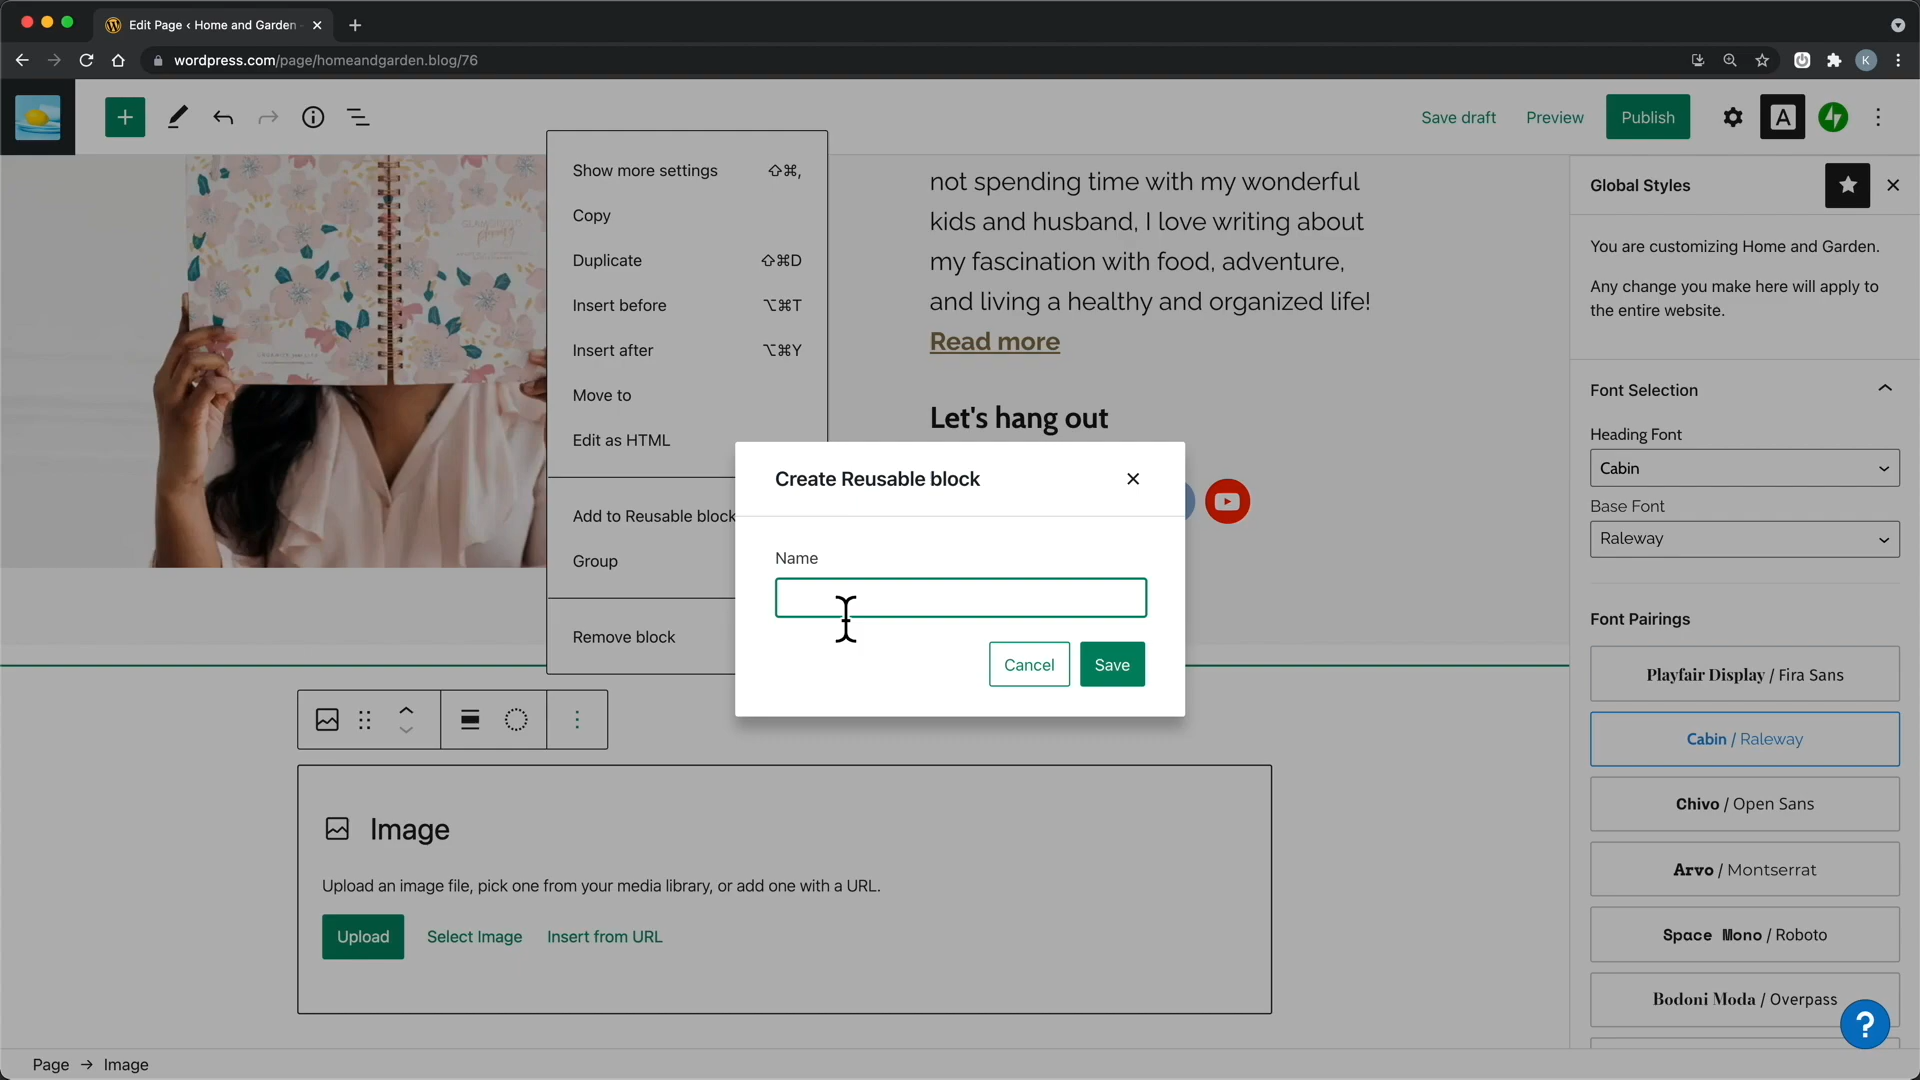 Edit Page ‹ Home and Garden
wordpress.com/page/homeandgarden.blog/76
K
Save draft
Preview
Publish
A
Show more settings ⇧⌘,
Copy
Duplicate ⇧⌘D
Insert before ⌥⌘T
Insert after ⌥⌘Y
Move to
Edit as HTML
Add to Reusable block
Group
Remove block
not spending time with my wonderful
kids and husband, I love writing about
my fascination with food, adventure,
and living a healthy and organized life!
Read more
Let's hang out
Create Reusable block
Name
Cancel
Save
Image
Upload an image file, pick one from your media library, or add one with a URL.
Upload
Select Image
Insert from URL
Page → Image
Global Styles
You are customizing Home and Garden.
Any change you make here will apply to
the entire website.
Font Selection
Heading Font
Cabin
Base Font
Raleway
Font Pairings
Playfair Display / Fira Sans
Cabin / Raleway
Chivo / Open Sans
Arvo / Montserrat
Space Mono / Roboto
Bodoni Moda / Overpass
?